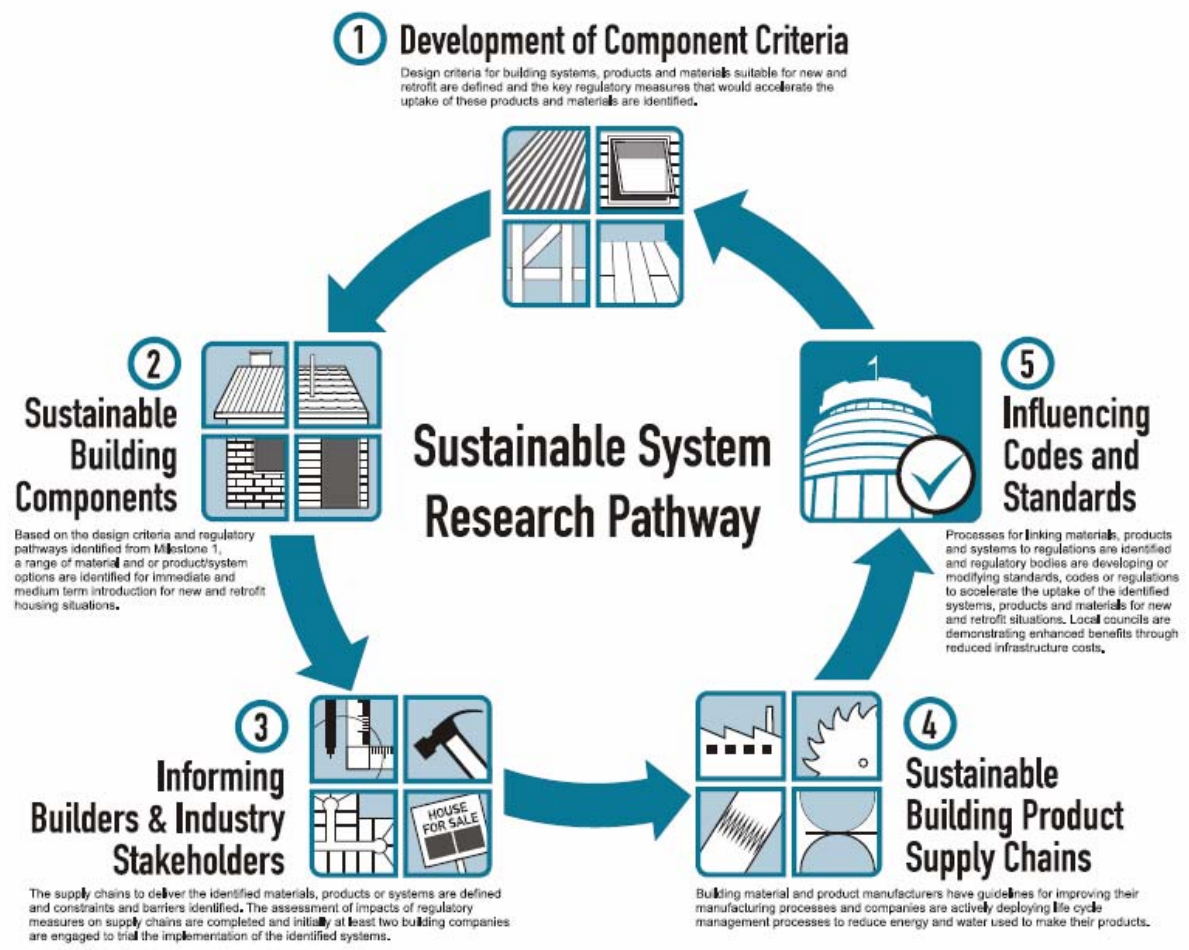 1 Development of Component Criteria
Design criteria for building systems, products and materials suitable for new and
retrofit are defined and the key regulatory measures that would accelerate the
uptake of these products and materials are identified.
2
Sustainable
Building
Components
Based on the design criteria and regulatory
pathways identified from Milestone 1,
a range of material and or product/system
options are identified for immediate and
medium term introduction for new and retrofit
housing situations.
Sustainable System
Research Pathway
5
Influencing
Codes and
Standards
Processes for linking materials, products
and systems to regulations are identified
and regulatory bodies are developing or
modifying standards, codes or regulations
to accelerate the uptake of the identified
systems, products and materials for new
and retrofit situations. Local councils are
demonstrating enhanced benefits through
reduced infrastructure costs.
3
Informing
Builders & Industry
Stakeholders
HOUSE
FOR SALE
The supply chains to deliver the identified materials, products or systems are defined
and constraints and barriers identified. The assessment of impacts of regulatory
measures on supply chains are completed and initially at least two building companies
are engaged to trial the implementation of the identified systems.
4
Sustainable
Building Product
Supply Chains
Building material and product manufacturers have guidelines for improving their
manufacturing processes and companies are actively deploying life cycle
management processes to reduce energy and water used to make their products.